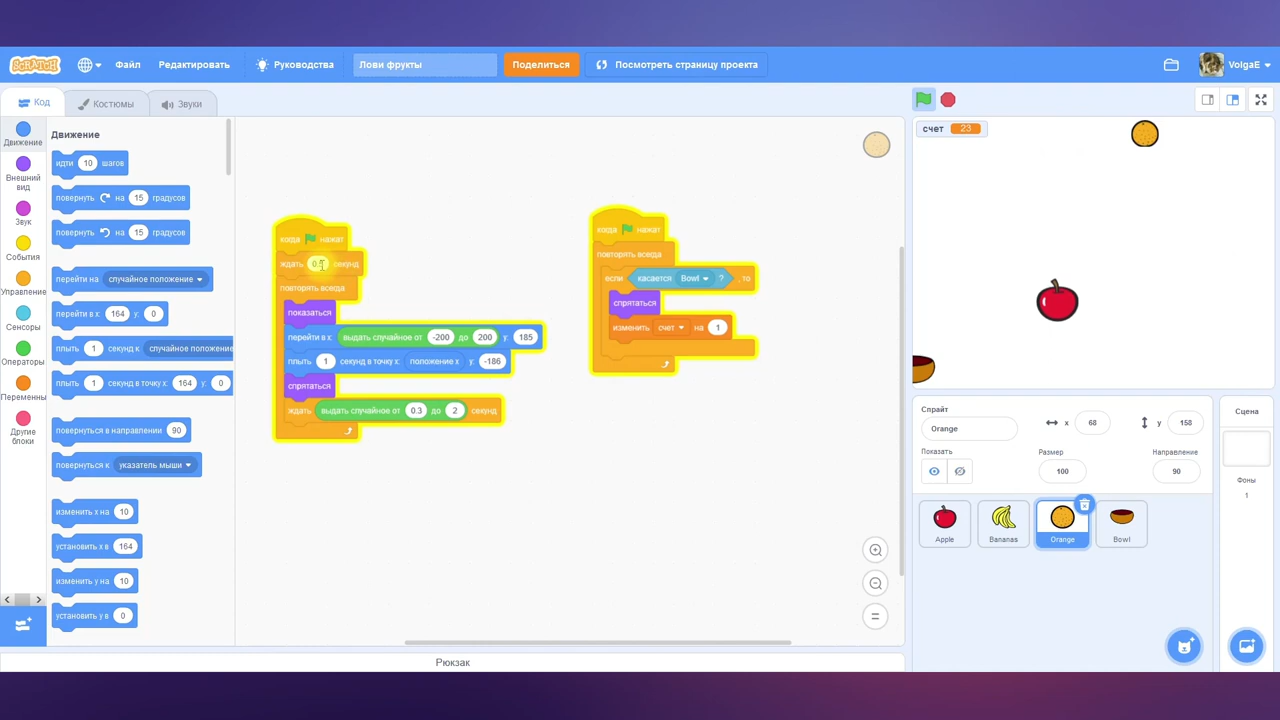 SCRATCH
Файл
Редактировать
Руководства
Лови фрукты
Поделиться
Посмотреть страницу проекта
VolgaE
Код
Костюмы
Звуки
Движение
Внешний вид
Звук
События
Управление
Сенсоры
Операторы
Переменны
Другие блоки
Движение
идти 10 шагов
повернуть на 15 градусов
повернуть на 15 градусов
перейти на случайное положение
перейти в x: 164 y: 0
плыть 1 секунд к случайное положение
плыть 1 секунд в точку x: 164 y: 0
повернуться в направлении 90
повернуться к указатель мыши
изменить x на 10
установить x в 164
изменить y на 10
установить y в 0
когда нажат
ждать секунд
повторять всегда
показаться
перейти в x: выдать случайное от -200 до 200 y: 185
плыть 1 секунд в точку x: положение x y: -186
спрятаться
ждать выдать случайное от 0.3 до 2 секунд
когда нажат
повторять всегда
если касается Bowl ? , то
спрятаться
изменить счет на 1
счет 23
Спрайт
Orange
x 68
y 158
Показать
Размер
100
Направление
90
Apple
Bananas
Orange
Bowl
Сцена
Фоны
1
Рюкзак